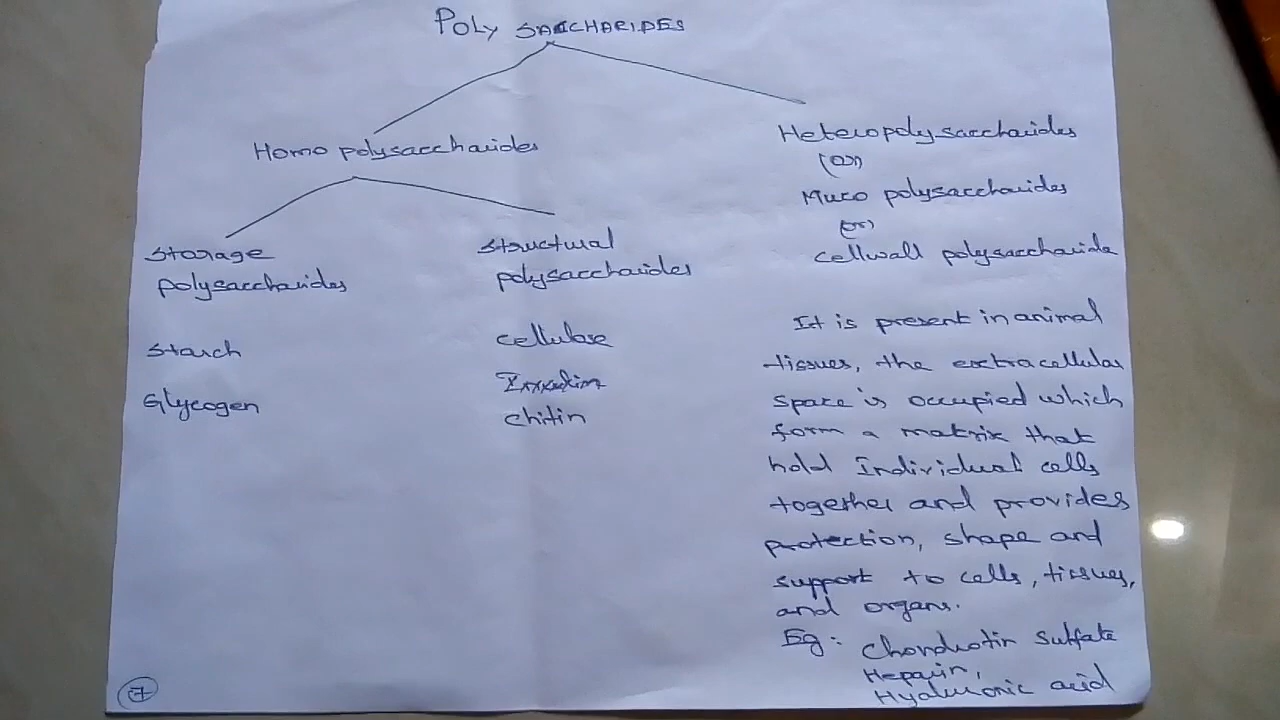 Poly SACCHARIDES
Homo polysaccharides
Storage
polysaccharides
Starch
Glycogen
Structural
polysaccharides
cellulose
chitin
Heteropolysaccharides
(or)
Muco polysaccharides
(or)
cellwall polysaccharide
It is present in animal
tissues, the extracellular
space is occupied which
form a matrix that
hold Individual cells
together and provides
protection, shape and
support to cells, tissues,
and organs.
Eg: Chondrotin Sulfate
Heparin,
Hyaluronic acid
7